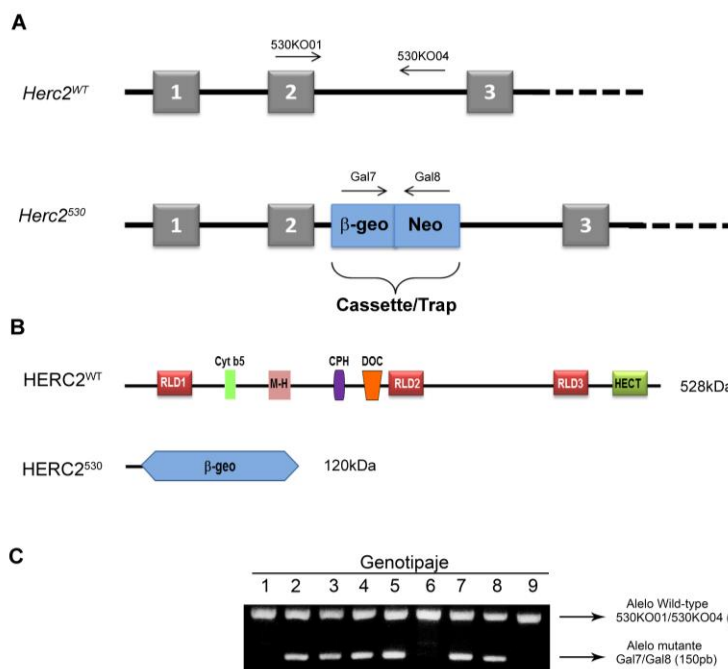 A
530KO01
530KO04
Herc2WT
1
2
3
Gal7
Gal8
Herc2530
1
2
β-geo
Neo
3
Cassette/Trap
B
HERC2WT
RLD1
Cyt b5
M-H
CPH
DOC
RLD2
RLD3
HECT
528kDa
HERC2530
β-geo
120kDa
C
Genotipaje
1 2 3 4 5 6 7 8 9
Alelo Wild-type
530KO01/530KO04 (
Alelo mutante
Gal7/Gal8 (150pb)